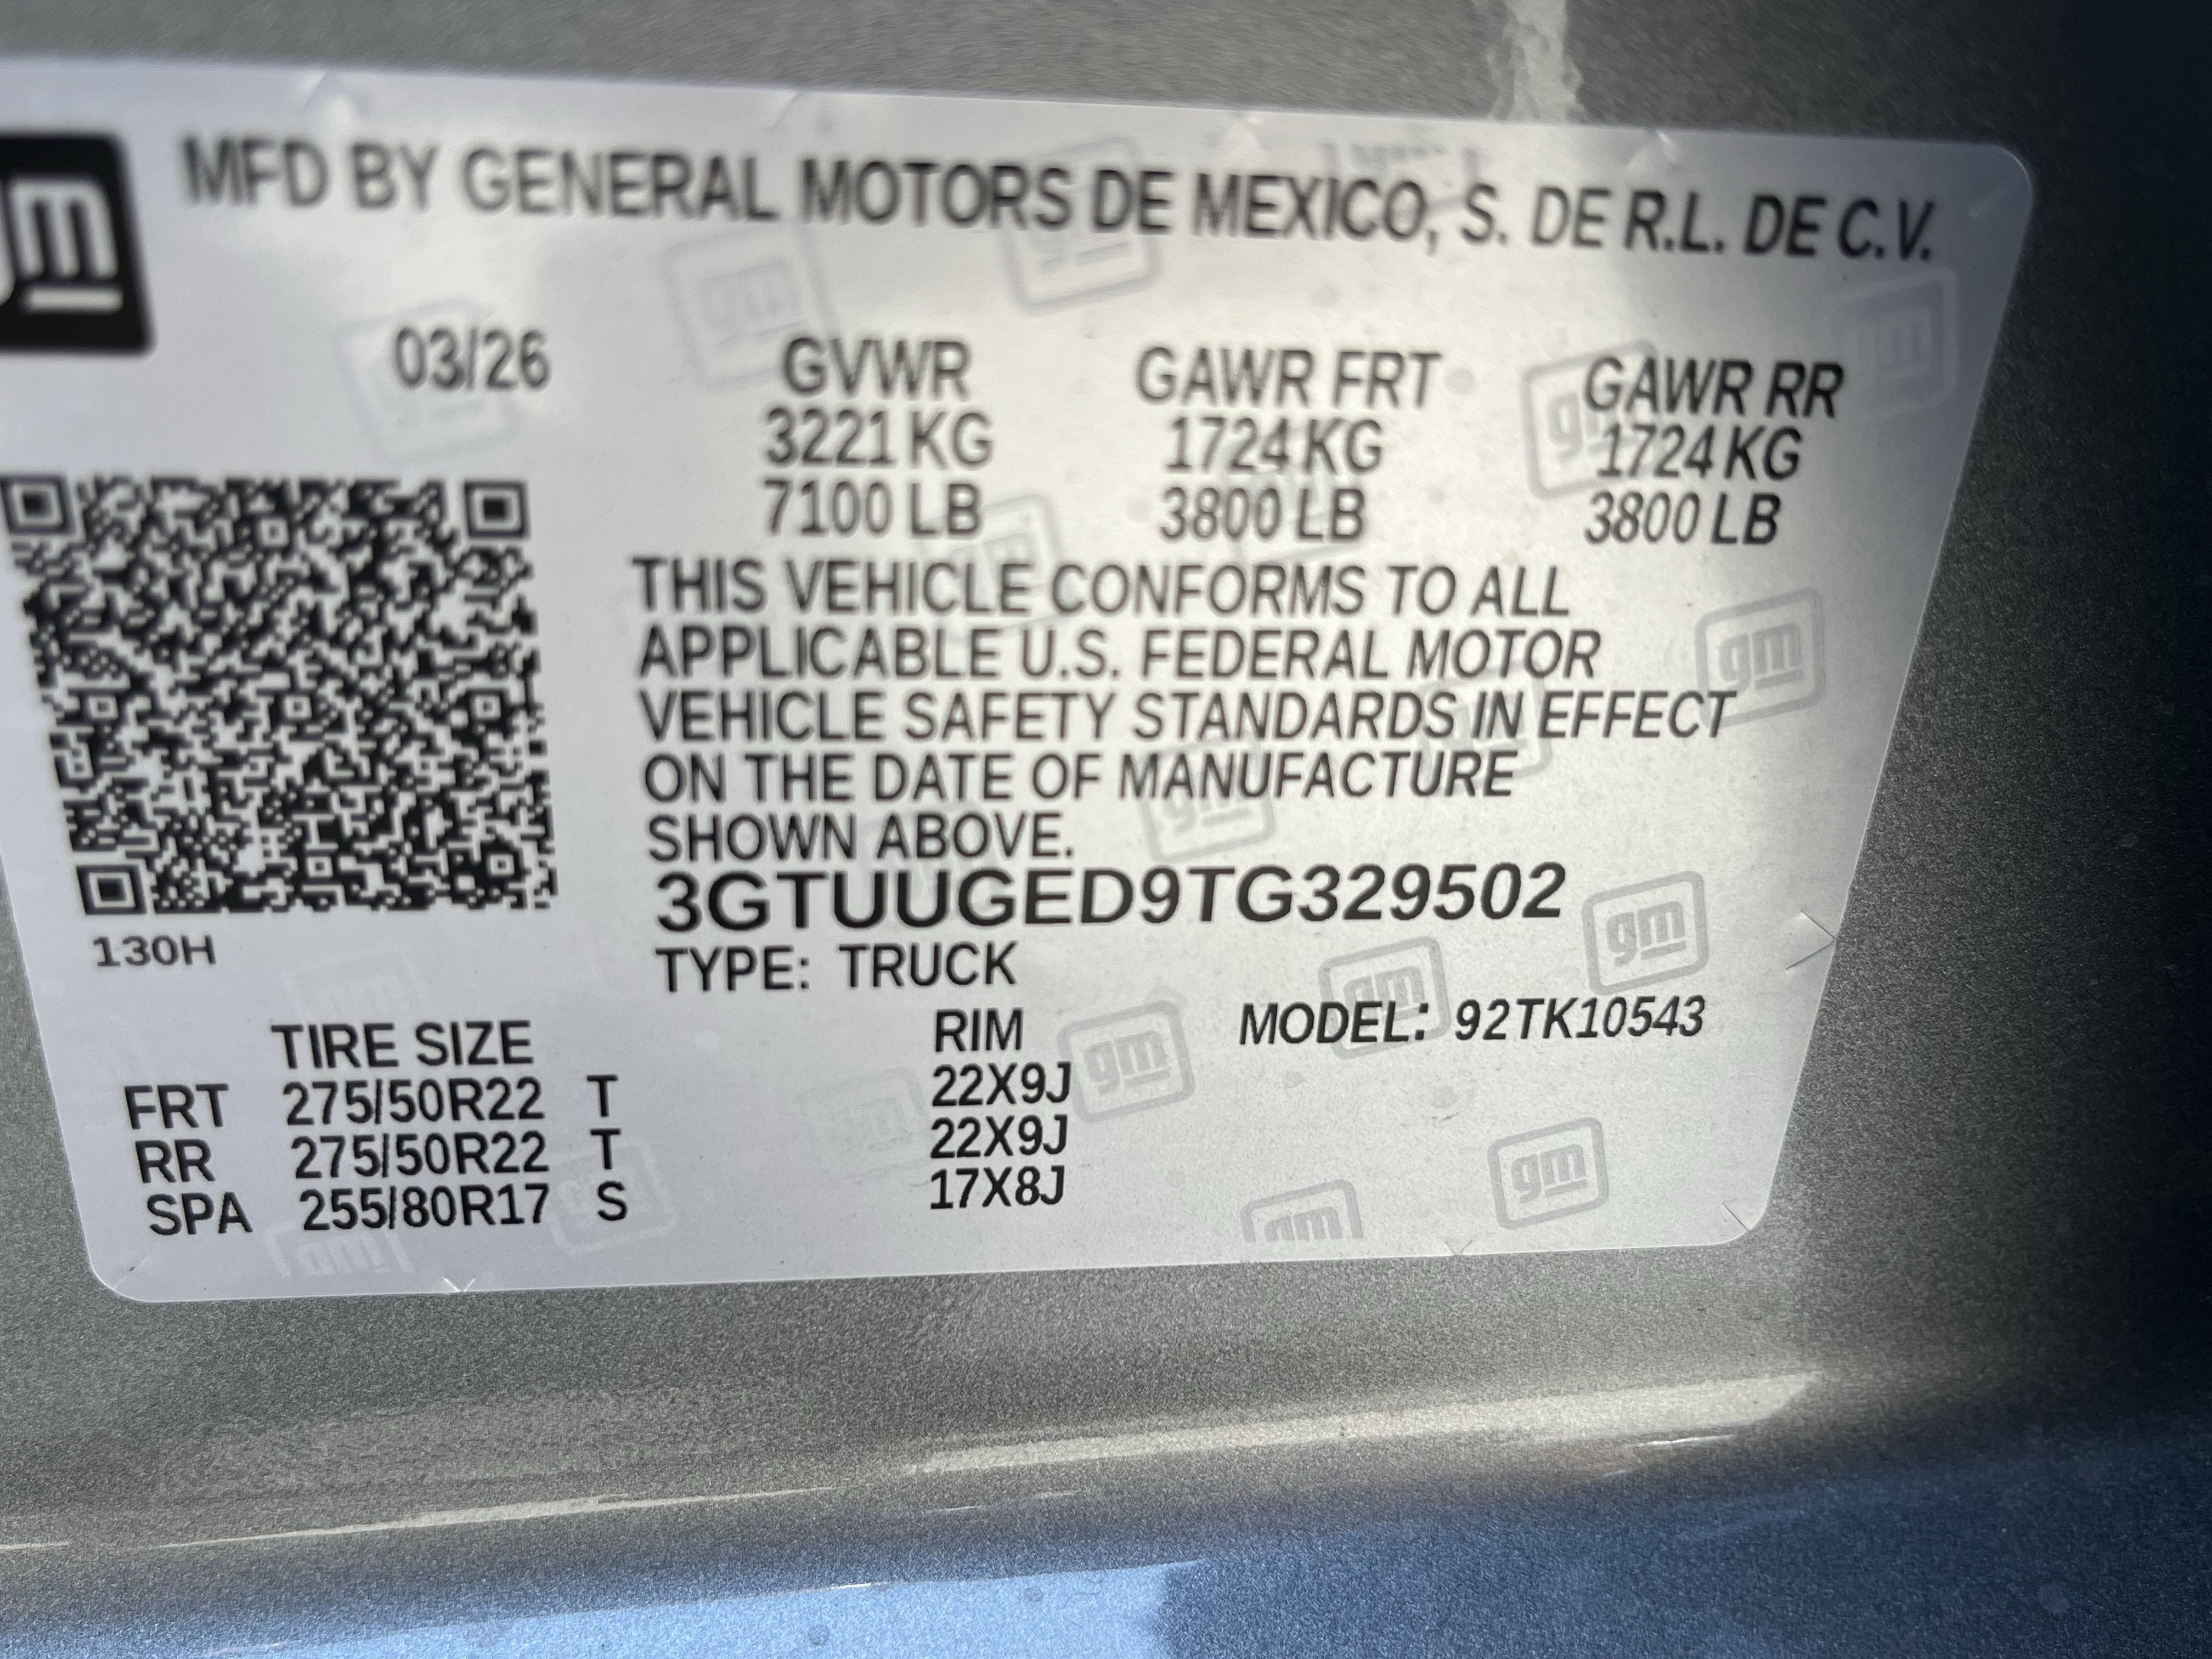 gm
MFD BY GENERAL MOTORS DE MEXICO, S. DE R.L. DE C.V.
03/26
GVWR GAWR FRT GAWR RR
3221 KG 1724 KG 1724 KG
7100 LB 3800 LB 3800 LB
THIS VEHICLE CONFORMS TO ALL
APPLICABLE U.S. FEDERAL MOTOR
VEHICLE SAFETY STANDARDS IN EFFECT
ON THE DATE OF MANUFACTURE
SHOWN ABOVE.
3GTUUGED9TG329502
130H
TYPE: TRUCK
MODEL: 92TK10543
TIRE SIZE RIM
FRT 275/50R22 T 22X9J
RR 275/50R22 T 22X9J
SPA 255/80R17 S 17X8J